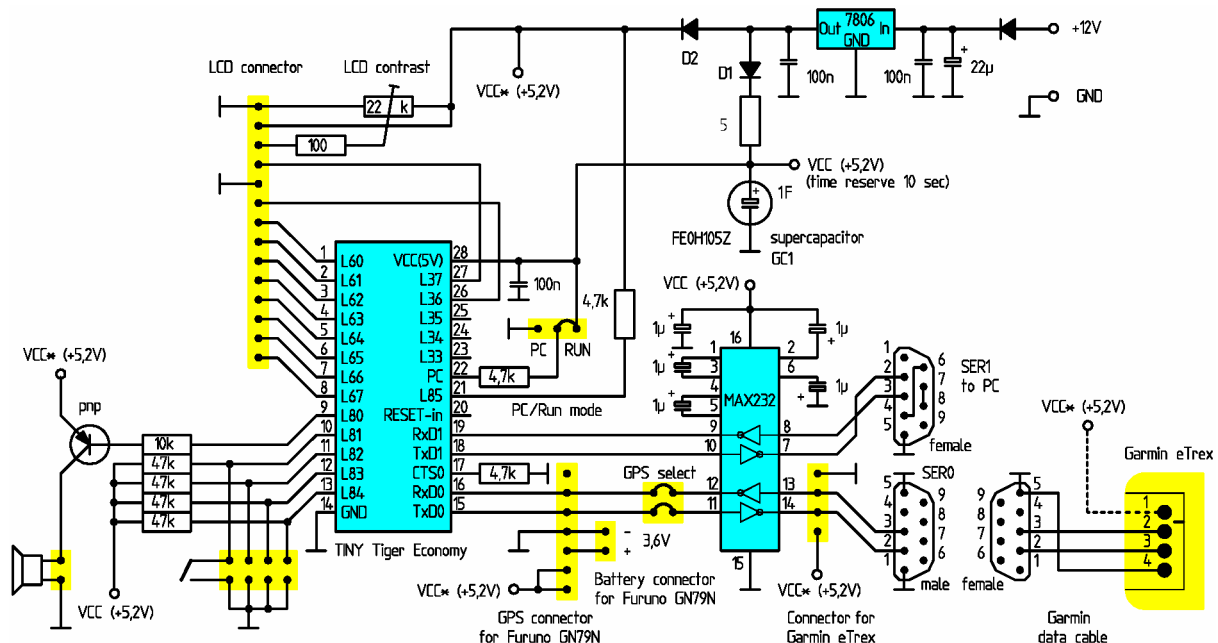 7806
Out In
GND
+12V
D2
D1
100n
100n
+
22µ
GND
LCD connector
LCD contrast
22 k
100
VCC* (+5,2V)
5
VCC (+5,2V)
(time reserve 10 sec)
+
1F
FE0H105Z
supercapacitor
GC1
1 L60 VCC(5V) 28
2 L61 L37 27
3 L62 L36 26
4 L63 L35 25
5 L64 L34 24
6 L65 L33 23
7 L66 PC 22
8 L67 L85 21
9 L80 RESET-in 20
10 L81 RxD1 19
11 L82 TxD1 18
12 L83 CTS0 17
13 L84 RxD0 16
14 GND TxD0 15
TINY Tiger Economy
100n
4,7k
PC RUN
4,7k
PC/Run mode
4,7k
VCC* (+5,2V)
pnp
10k
47k
47k
47k
47k
VCC (+5,2V)
VCC (+5,2V)
1µ +
16
+ 1µ
1µ +
1µ +
+ 1µ
1 2
3 6
4
5
MAX232
9 8
10 7
12 13
11 14
15
GPS select
- 3,6V
+
Battery connector
for Furuno GN79N
VCC* (+5,2V)
GPS connector
for Furuno GN79N
VCC* (+5,2V)
Connector for
Garmin eTrex
1
6
2
7
3
8
4
9
5
SER1
to PC
female
SER0
5
9
4
8
3
7
2
6
1
male
5
9
4
8
3
7
2
6
1
female
VCC* (+5,2V)
Garmin eTrex
1
2
3
4
Garmin
data cable